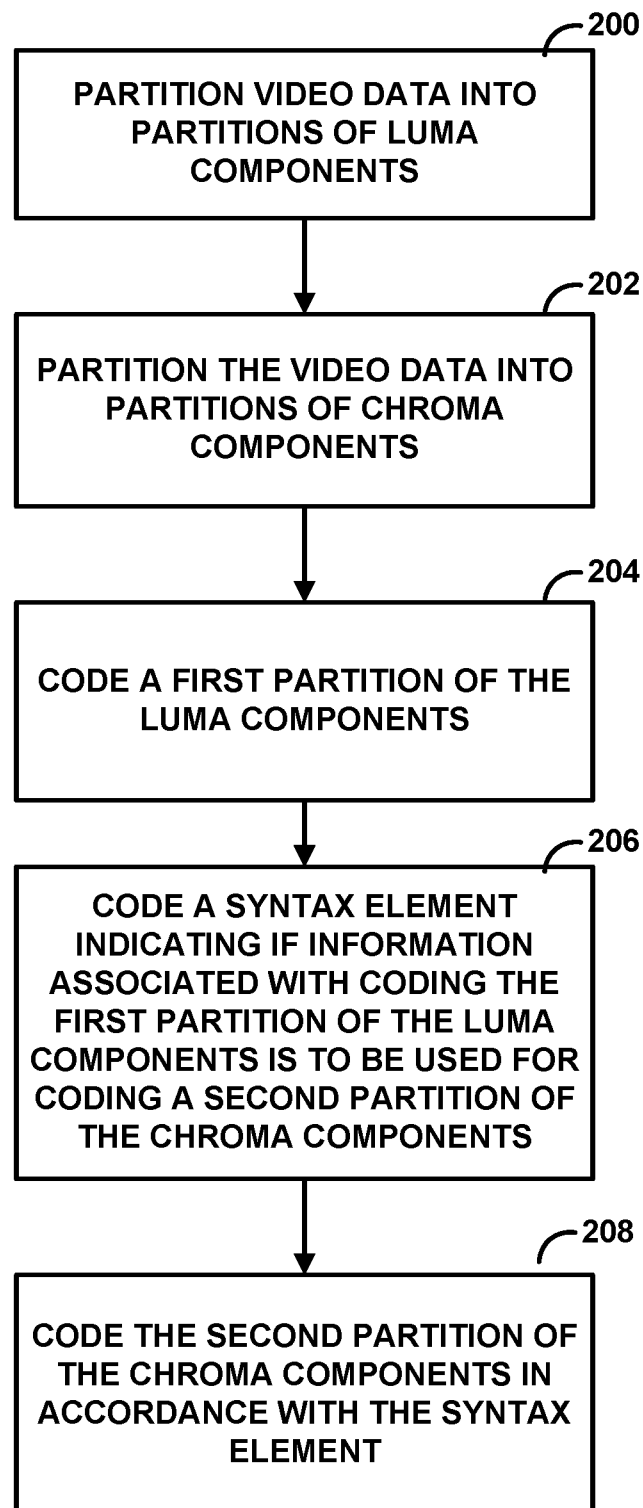 200
PARTITION VIDEO DATA INTO
PARTITIONS OF LUMA
COMPONENTS
202
PARTITION THE VIDEO DATA INTO
PARTITIONS OF CHROMA
COMPONENTS
204
CODE A FIRST PARTITION OF THE
LUMA COMPONENTS
206
CODE A SYNTAX ELEMENT
INDICATING IF INFORMATION
ASSOCIATED WITH CODING THE
FIRST PARTITION OF THE LUMA
COMPONENTS IS TO BE USED FOR
CODING A SECOND PARTITION OF
THE CHROMA COMPONENTS
208
CODE THE SECOND PARTITION OF
THE CHROMA COMPONENTS IN
ACCORDANCE WITH THE SYNTAX
ELEMENT